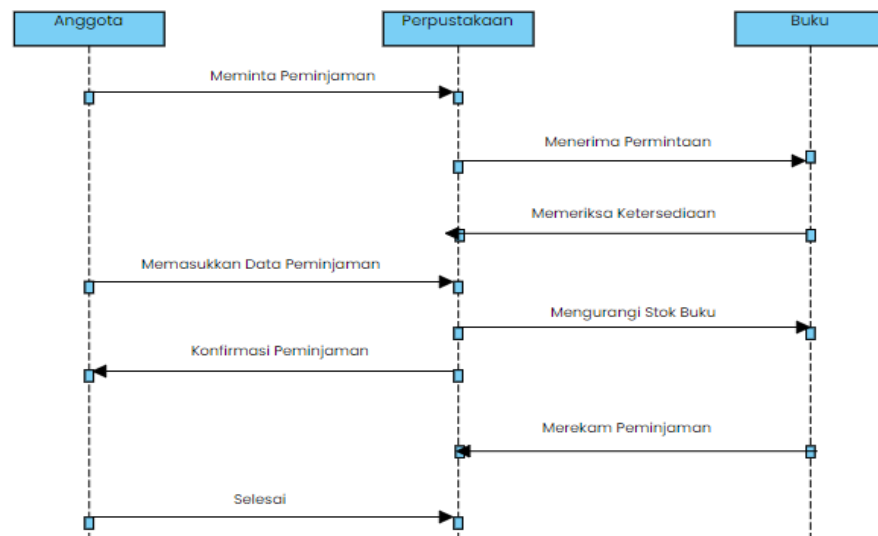 Anggota
Perpustakaan
Buku
Meminta Peminjaman
Menerima Permintaan
Memeriksa Ketersediaan
Memasukkan Data Peminjaman
Mengurangi Stok Buku
Konfirmasi Peminjaman
Merekam Peminjaman
Selesai